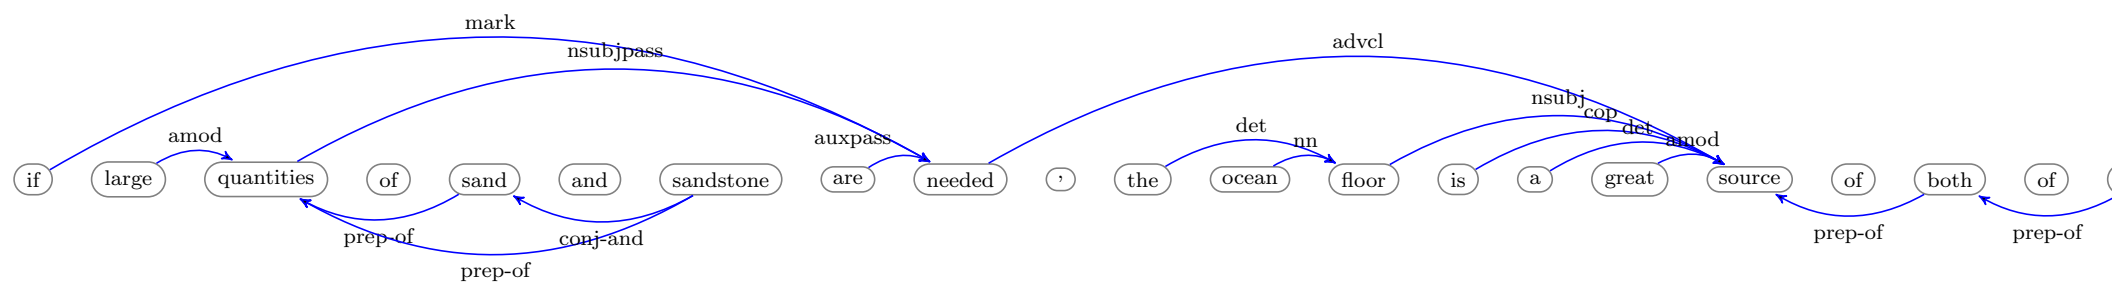 mark
nsubjpass
advcl
nsubj
cop
det
amod
amod
auxpass
det
nn
if large quantities of sand and sandstone are needed , the ocean floor is a great source of both of
prep-of
conj-and
prep-of
prep-of
prep-of